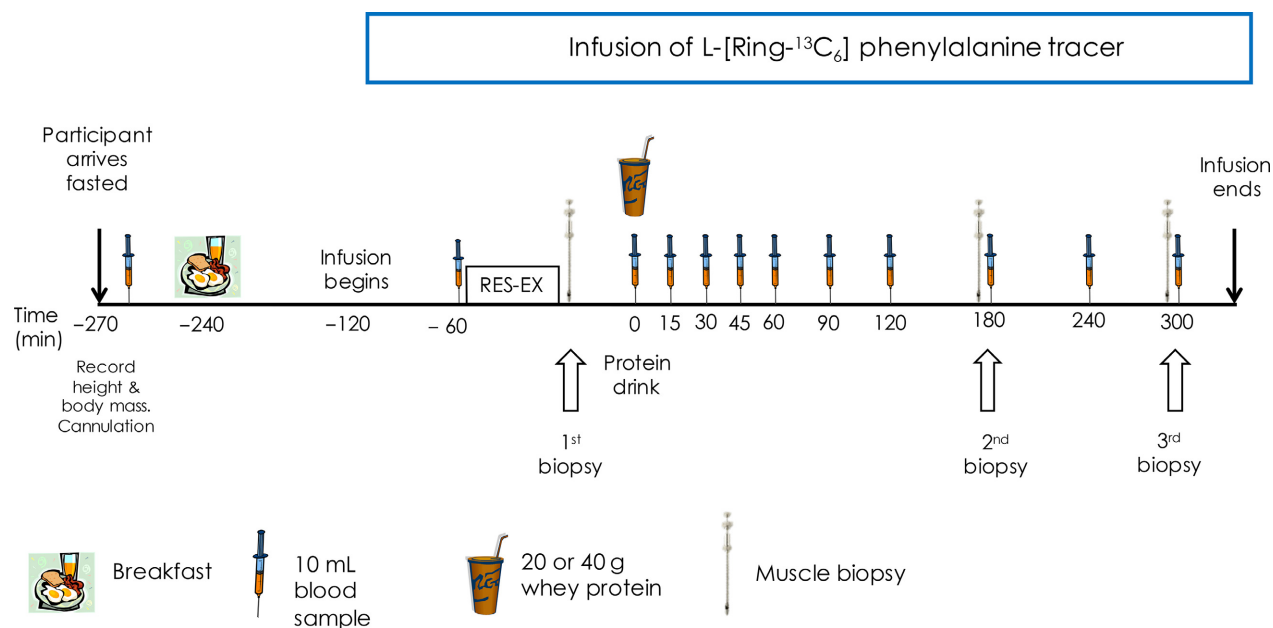 Infusion of L-[Ring-¹³C₆] phenylalanine tracer
Participant
arrives
fasted
Infusion
ends
Infusion
begins
RES-EX
Time
(min)
−270
−240
−120
− 60
0
15
30
45
60
90
120
180
240
300
Record
height &
body mass.
Cannulation
Protein
drink
1st
biopsy
2nd
biopsy
3rd
biopsy
Breakfast
10 mL
blood
sample
20 or 40 g
whey protein
Muscle biopsy